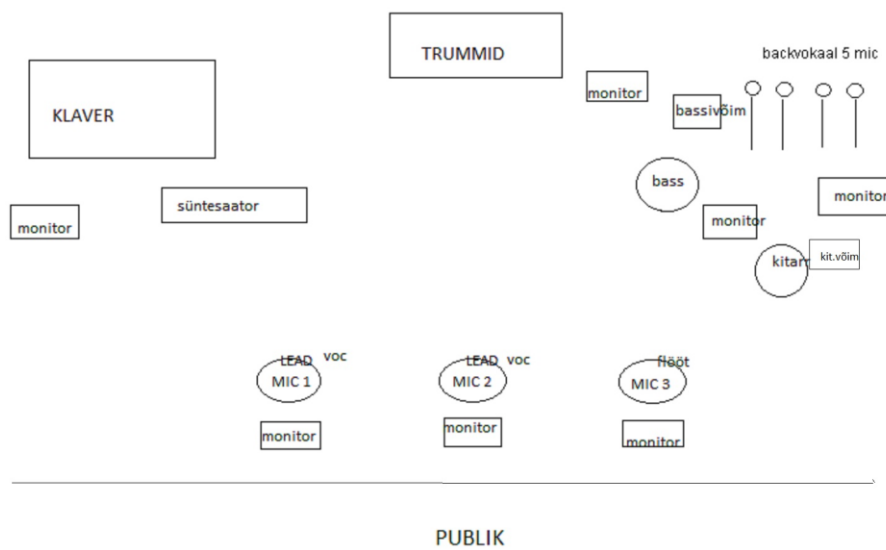 TRUMMID
backvokaal 5 mic
monitor
bassivõim
KLAVER
bass
süntesaator
monitor
monitor
monitor
kitarr
kit.võim
LEAD voc
MIC 1
LEAD voc
MIC 2
flööt
MIC 3
monitor
monitor
monitor
PUBLIK